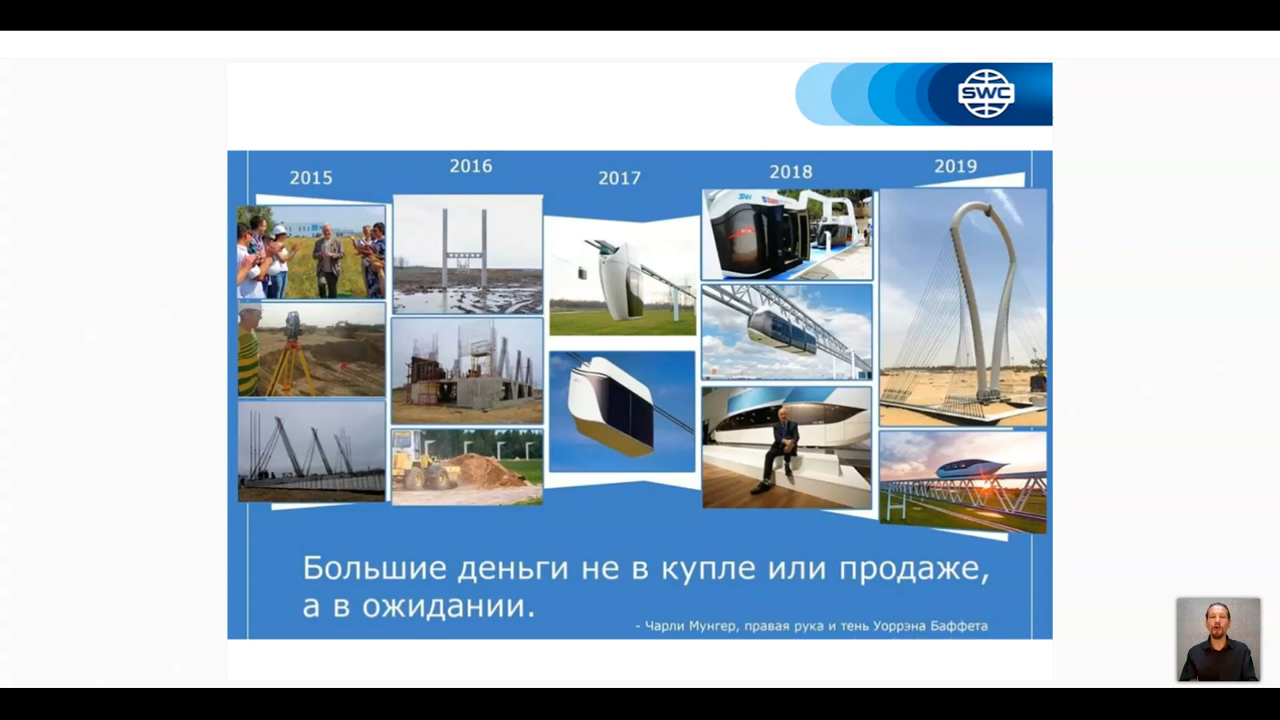 SWC
2015
2016
2017
2018
2019
Большие деньги не в купле или продаже,
а в ожидании.
- Чарли Мунгер, правая рука и тень Уоррэна Баффета